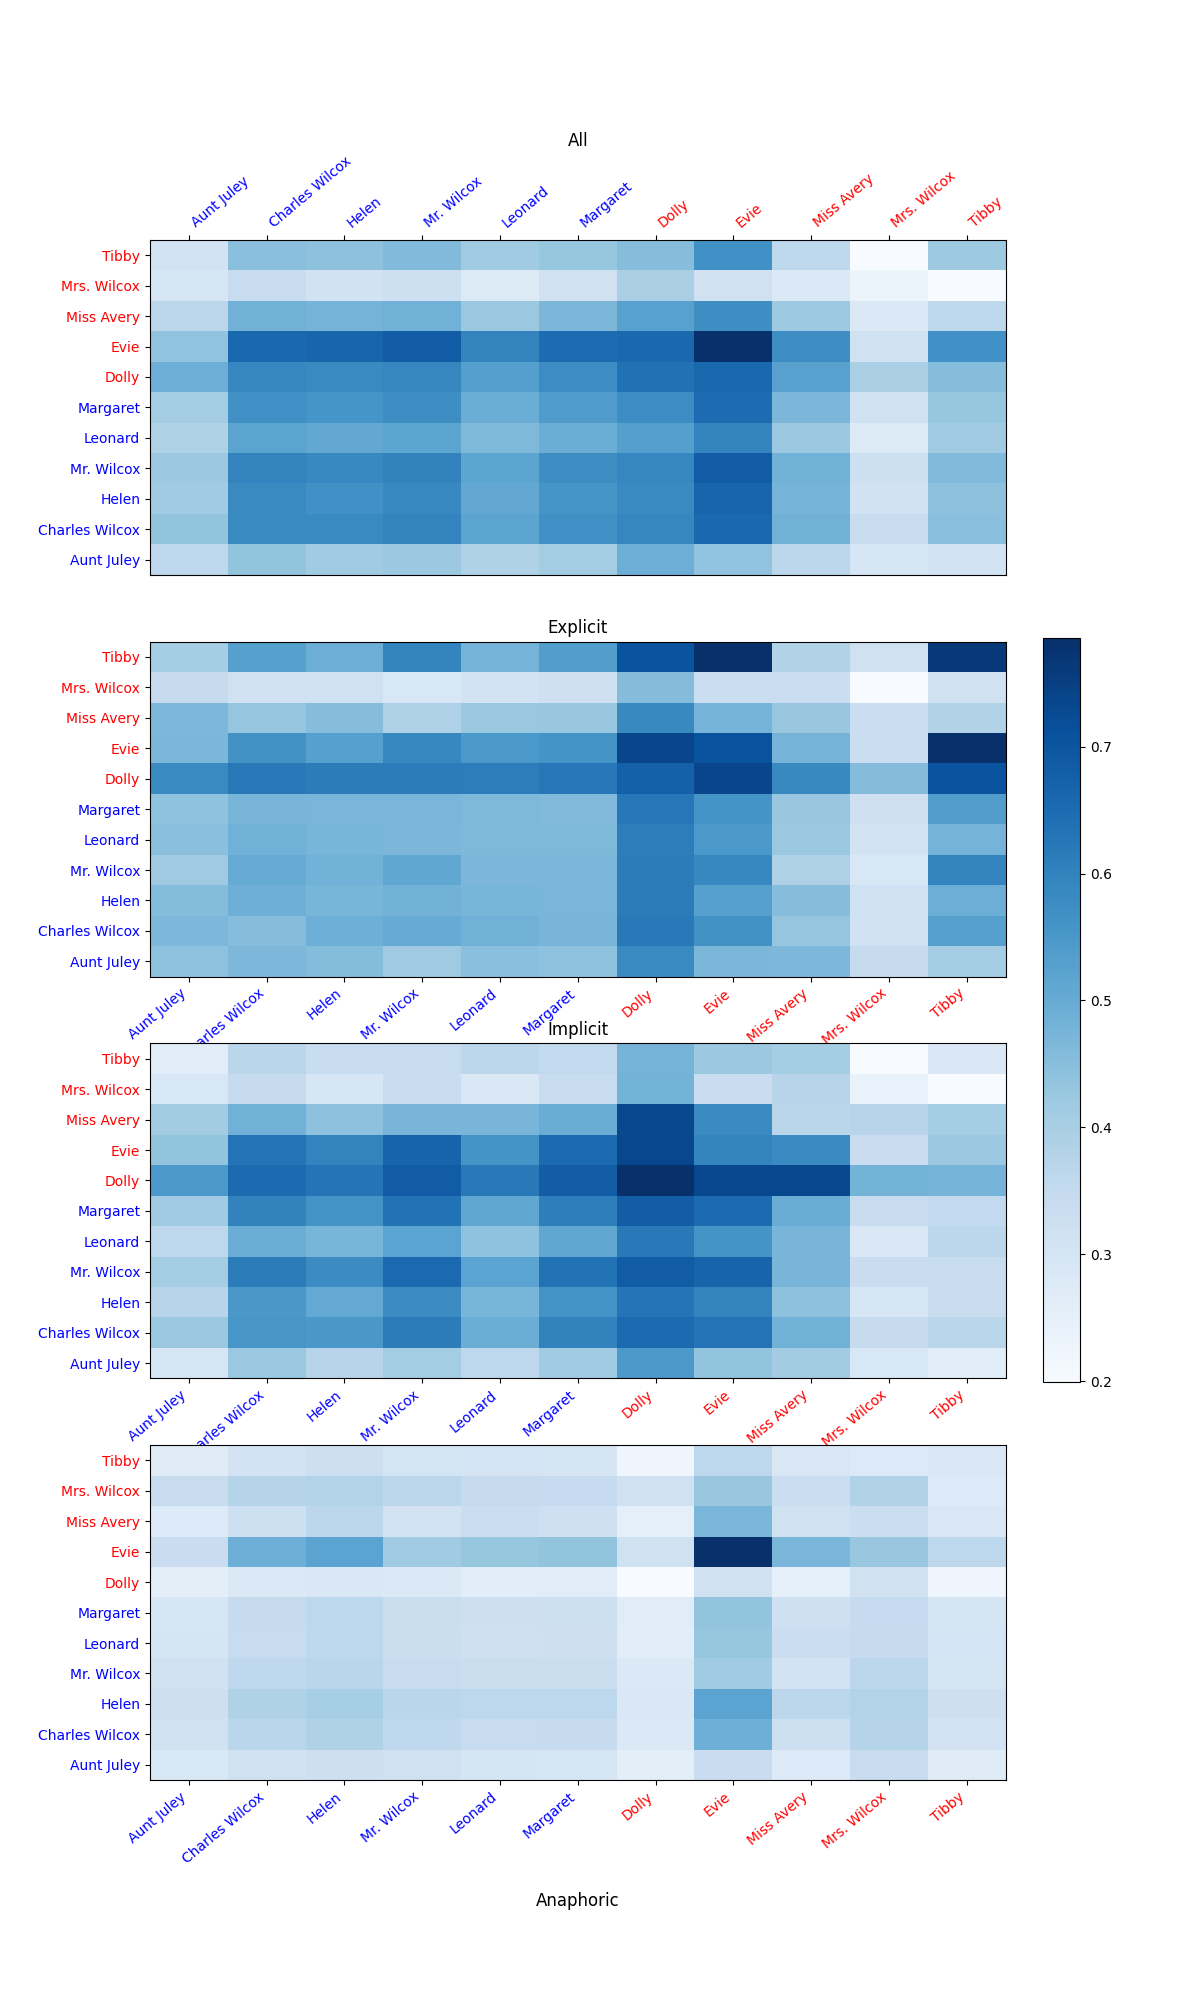 All
Aunt Juley
Charles Wilcox
Helen
Mr. Wilcox
Leonard
Margaret
Dolly
Evie
Miss Avery
Mrs. Wilcox
Tibby
Tibby
Mrs. Wilcox
Miss Avery
Evie
Dolly
Margaret
Leonard
Mr. Wilcox
Helen
Charles Wilcox
Aunt Juley
Explicit
Tibby
Mrs. Wilcox
Miss Avery
Evie
Dolly
Margaret
Leonard
Mr. Wilcox
Helen
Charles Wilcox
Aunt Juley
Aunt Juley
arles Wilcox
Helen
Mr. Wilcox
Leonard
Margaret
Dolly
Evie
Miss Avery
Mrs. Wilcox
Tibby
0.7
0.6
0.5
0.4
0.3
0.2
Implicit
Tibby
Mrs. Wilcox
Miss Avery
Evie
Dolly
Margaret
Leonard
Mr. Wilcox
Helen
Charles Wilcox
Aunt Juley
Aunt Juley
arles Wilcox
Helen
Mr. Wilcox
Leonard
Margaret
Dolly
Evie
Miss Avery
Mrs. Wilcox
Tibby
Tibby
Mrs. Wilcox
Miss Avery
Evie
Dolly
Margaret
Leonard
Mr. Wilcox
Helen
Charles Wilcox
Aunt Juley
Aunt Juley
Charles Wilcox
Helen
Mr. Wilcox
Leonard
Margaret
Dolly
Evie
Miss Avery
Mrs. Wilcox
Tibby
Anaphoric